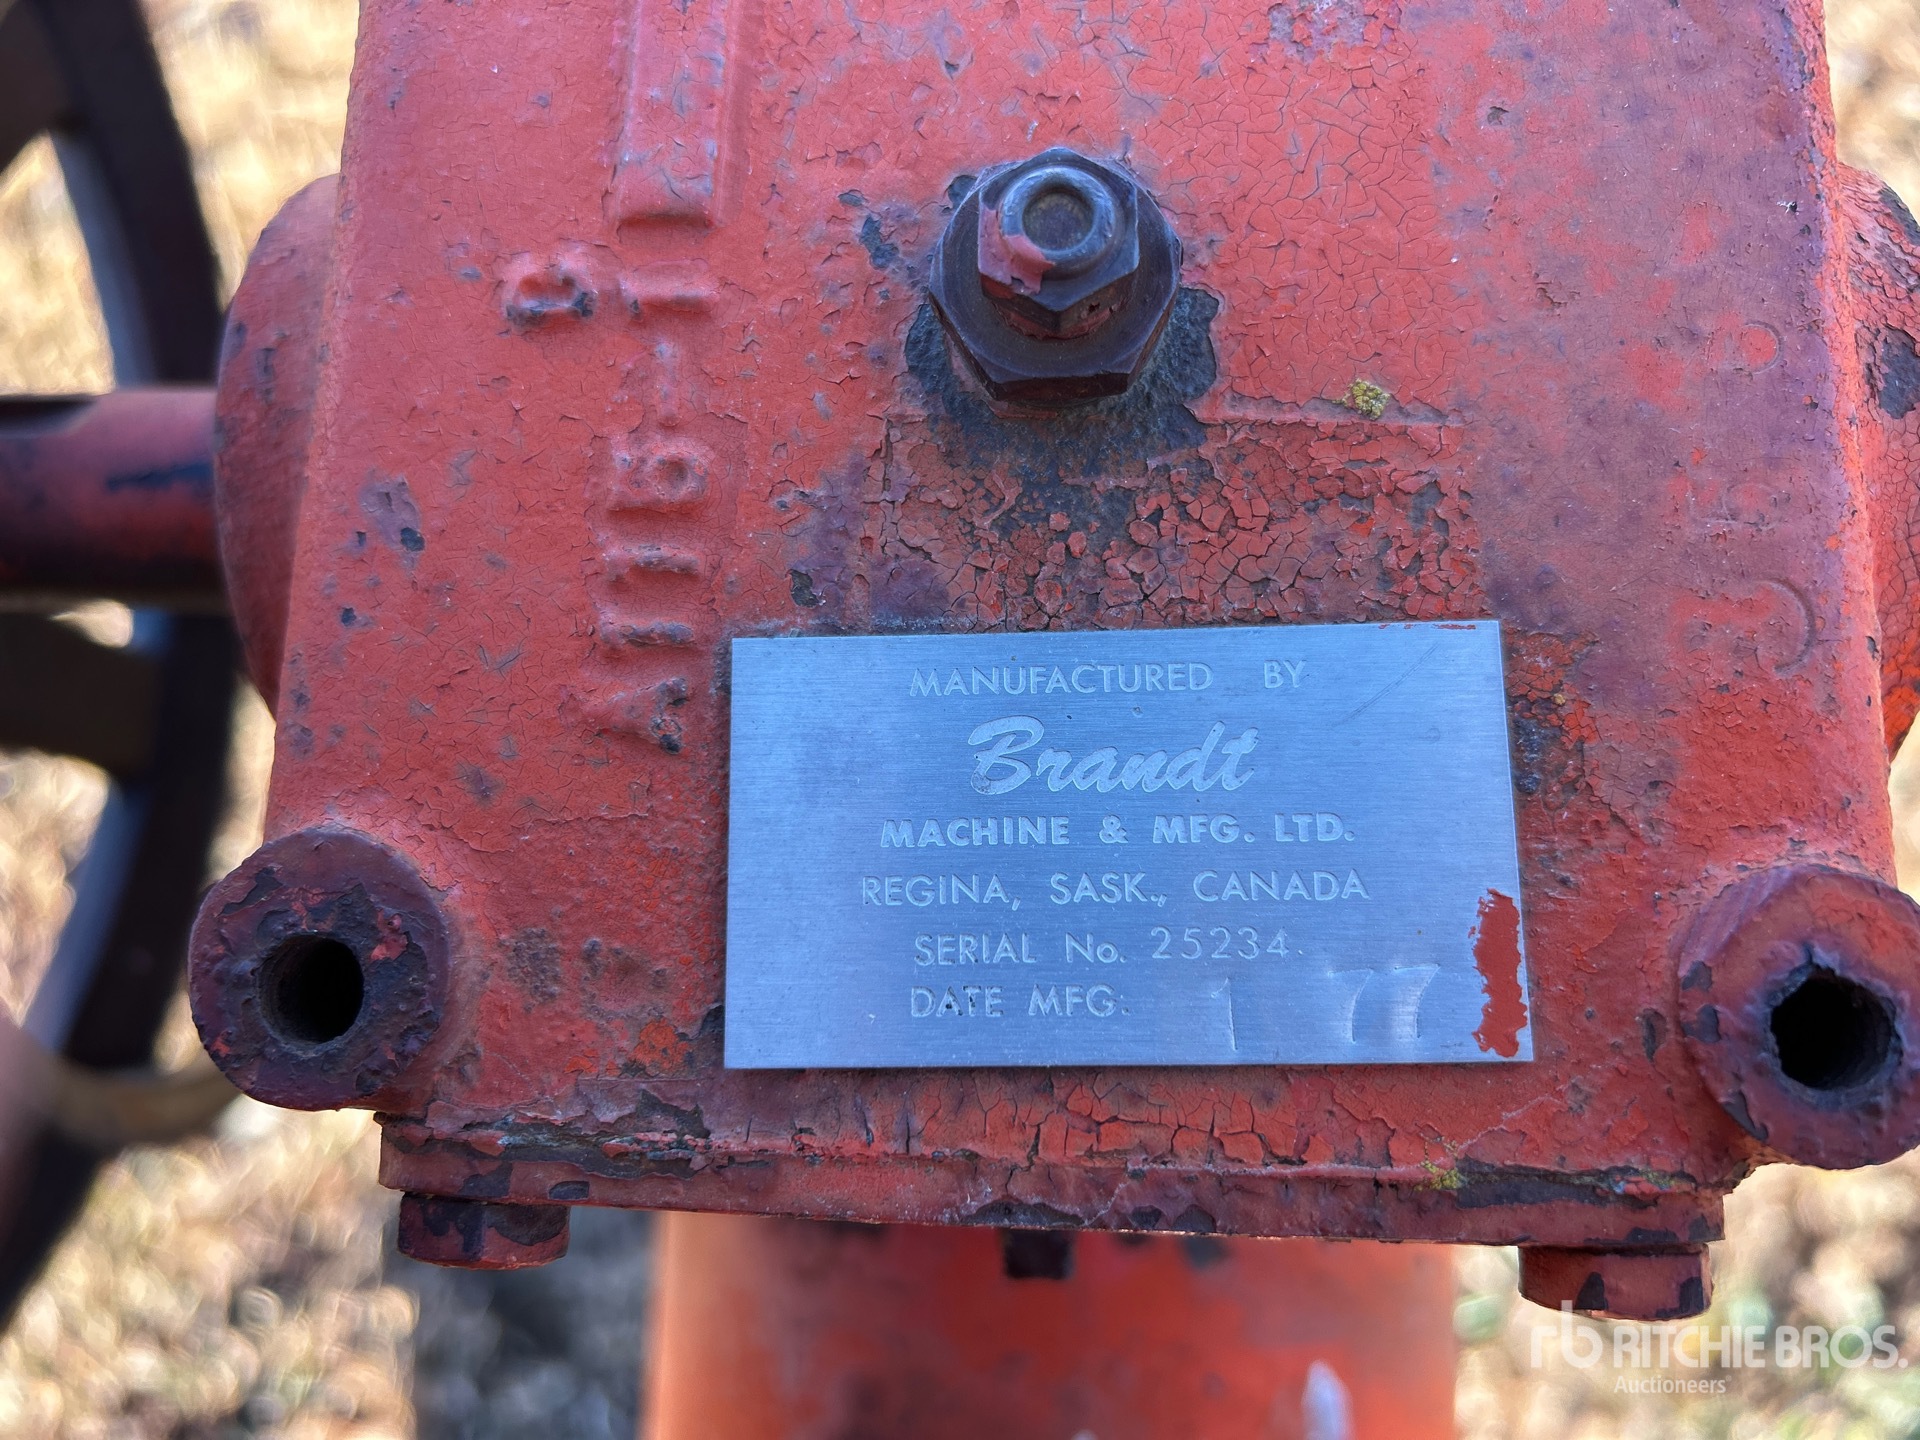 MANUFACTURED BY
Brandt
MACHINE & MFG. LTD.
REGINA, SASK., CANADA
SERIAL No. 25234.
DATE MFG. 1 77
rb RITCHIE BROS.
Auctioneers